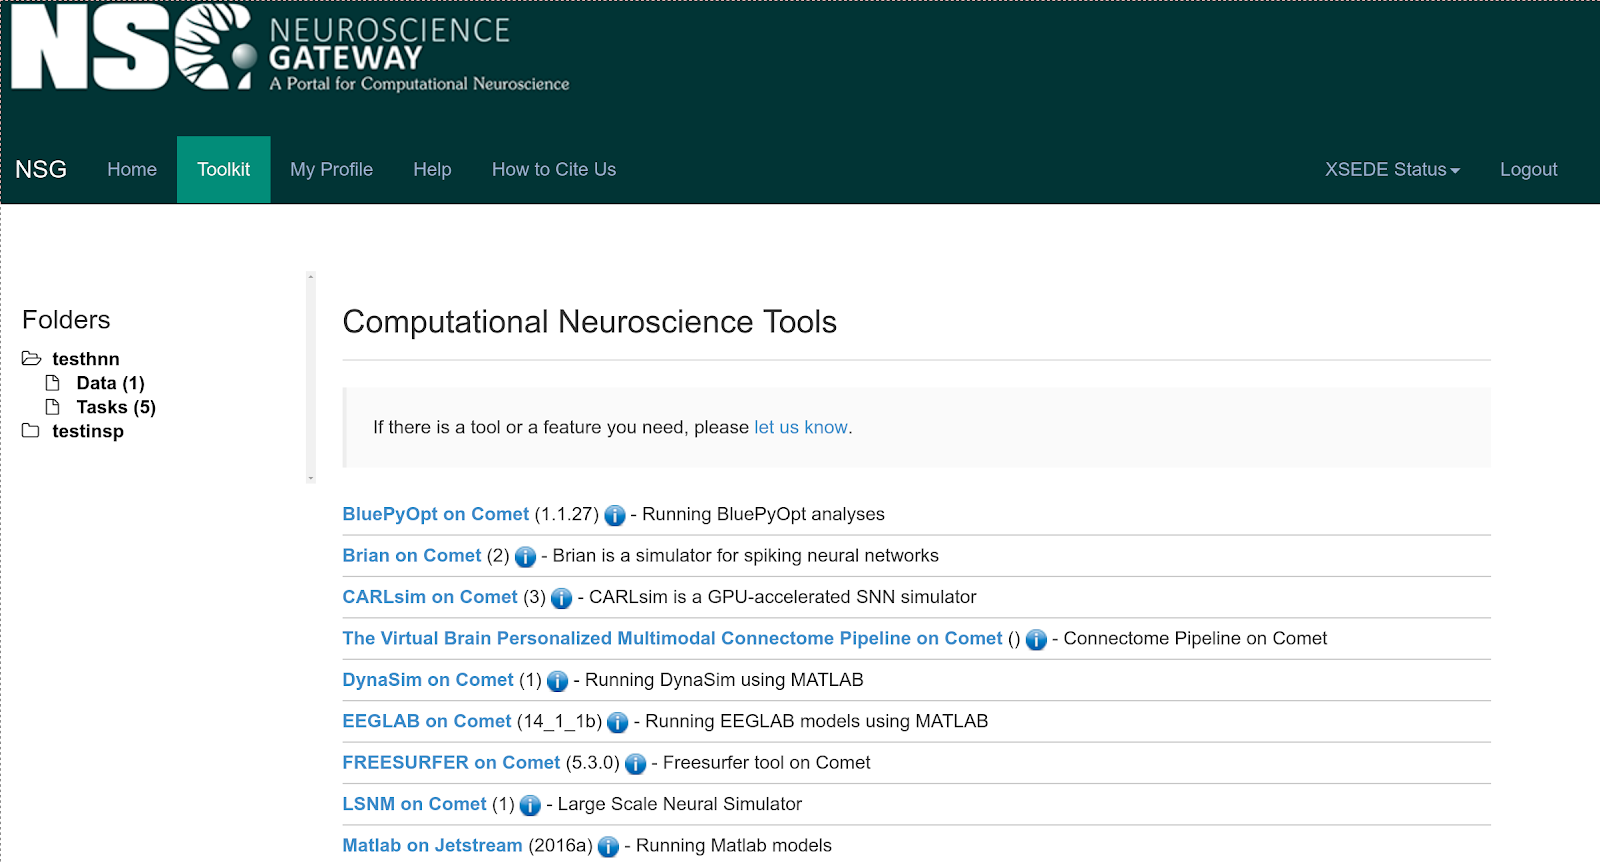 NSG NEUROSCIENCE
GATEWAY
A Portal for Computational Neuroscience
NSG Home Toolkit My Profile Help How to Cite Us XSEDE Status Logout
Folders
testhnn
Data (1)
Tasks (5)
testinsp
Computational Neuroscience Tools
If there is a tool or a feature you need, please let us know.
BluePyOpt on Comet (1.1.27) i - Running BluePyOpt analyses
Brian on Comet (2) i - Brian is a simulator for spiking neural networks
CARLsim on Comet (3) i - CARLsim is a GPU-accelerated SNN simulator
The Virtual Brain Personalized Multimodal Connectome Pipeline on Comet () i - Connectome Pipeline on Comet
DynaSim on Comet (1) i - Running DynaSim using MATLAB
EEGLAB on Comet (14_1_1b) i - Running EEGLAB models using MATLAB
FREESURFER on Comet (5.3.0) i - Freesurfer tool on Comet
LSNM on Comet (1) i - Large Scale Neural Simulator
Matlab on Jetstream (2016a) i - Running Matlab models